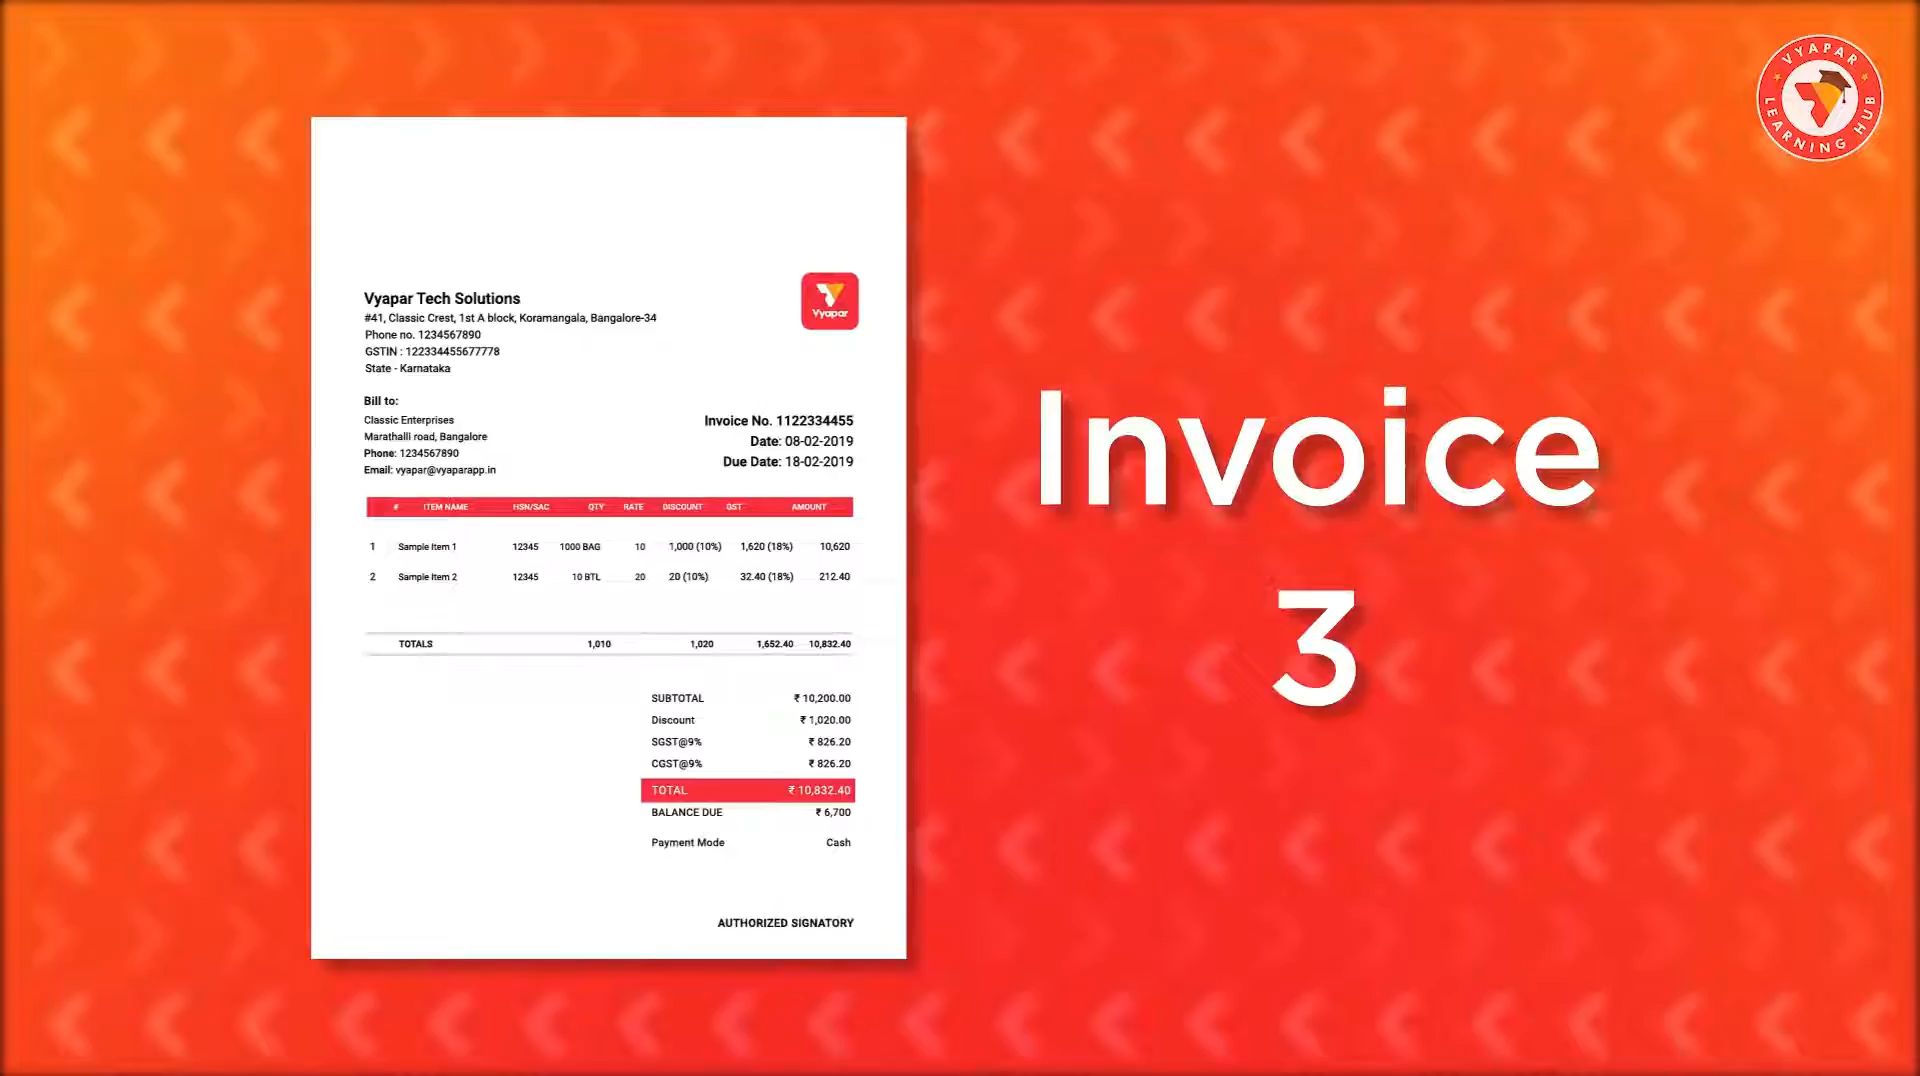 VYAPAR
LEARNING HUB
Vyapar Tech Solutions
#41, Classic Crest, 1st A block, Koramangala, Bangalore-34
Phone no. 1234567890
GSTIN : 122334455677778
State - Karnataka
Vyapar
Bill to:
Classic Enterprises
Marathalli road, Bangalore
Phone: 1234567890
Email: vyapar@vyaparapp.in
Invoice No. 1122334455
Date: 08-02-2019
Due Date: 18-02-2019
# ITEM NAME HSN/SAC QTY RATE DISCOUNT GST AMOUNT
1 Sample Item 1 12345 1000 BAG 10 1,000 (10%) 1,620 (18%) 10,620
2 Sample Item 2 12345 10 BTL 20 20 (10%) 32.40 (18%) 212.40
TOTALS 1,010 1,020 1,652.40 10,832.40
SUBTOTAL ₹ 10,200.00
Discount ₹ 1,020.00
SGST@9% ₹ 826.20
CGST@9% ₹ 826.20
TOTAL ₹ 10,832.40
BALANCE DUE ₹ 6,700
Payment Mode Cash
AUTHORIZED SIGNATORY
Invoice
3